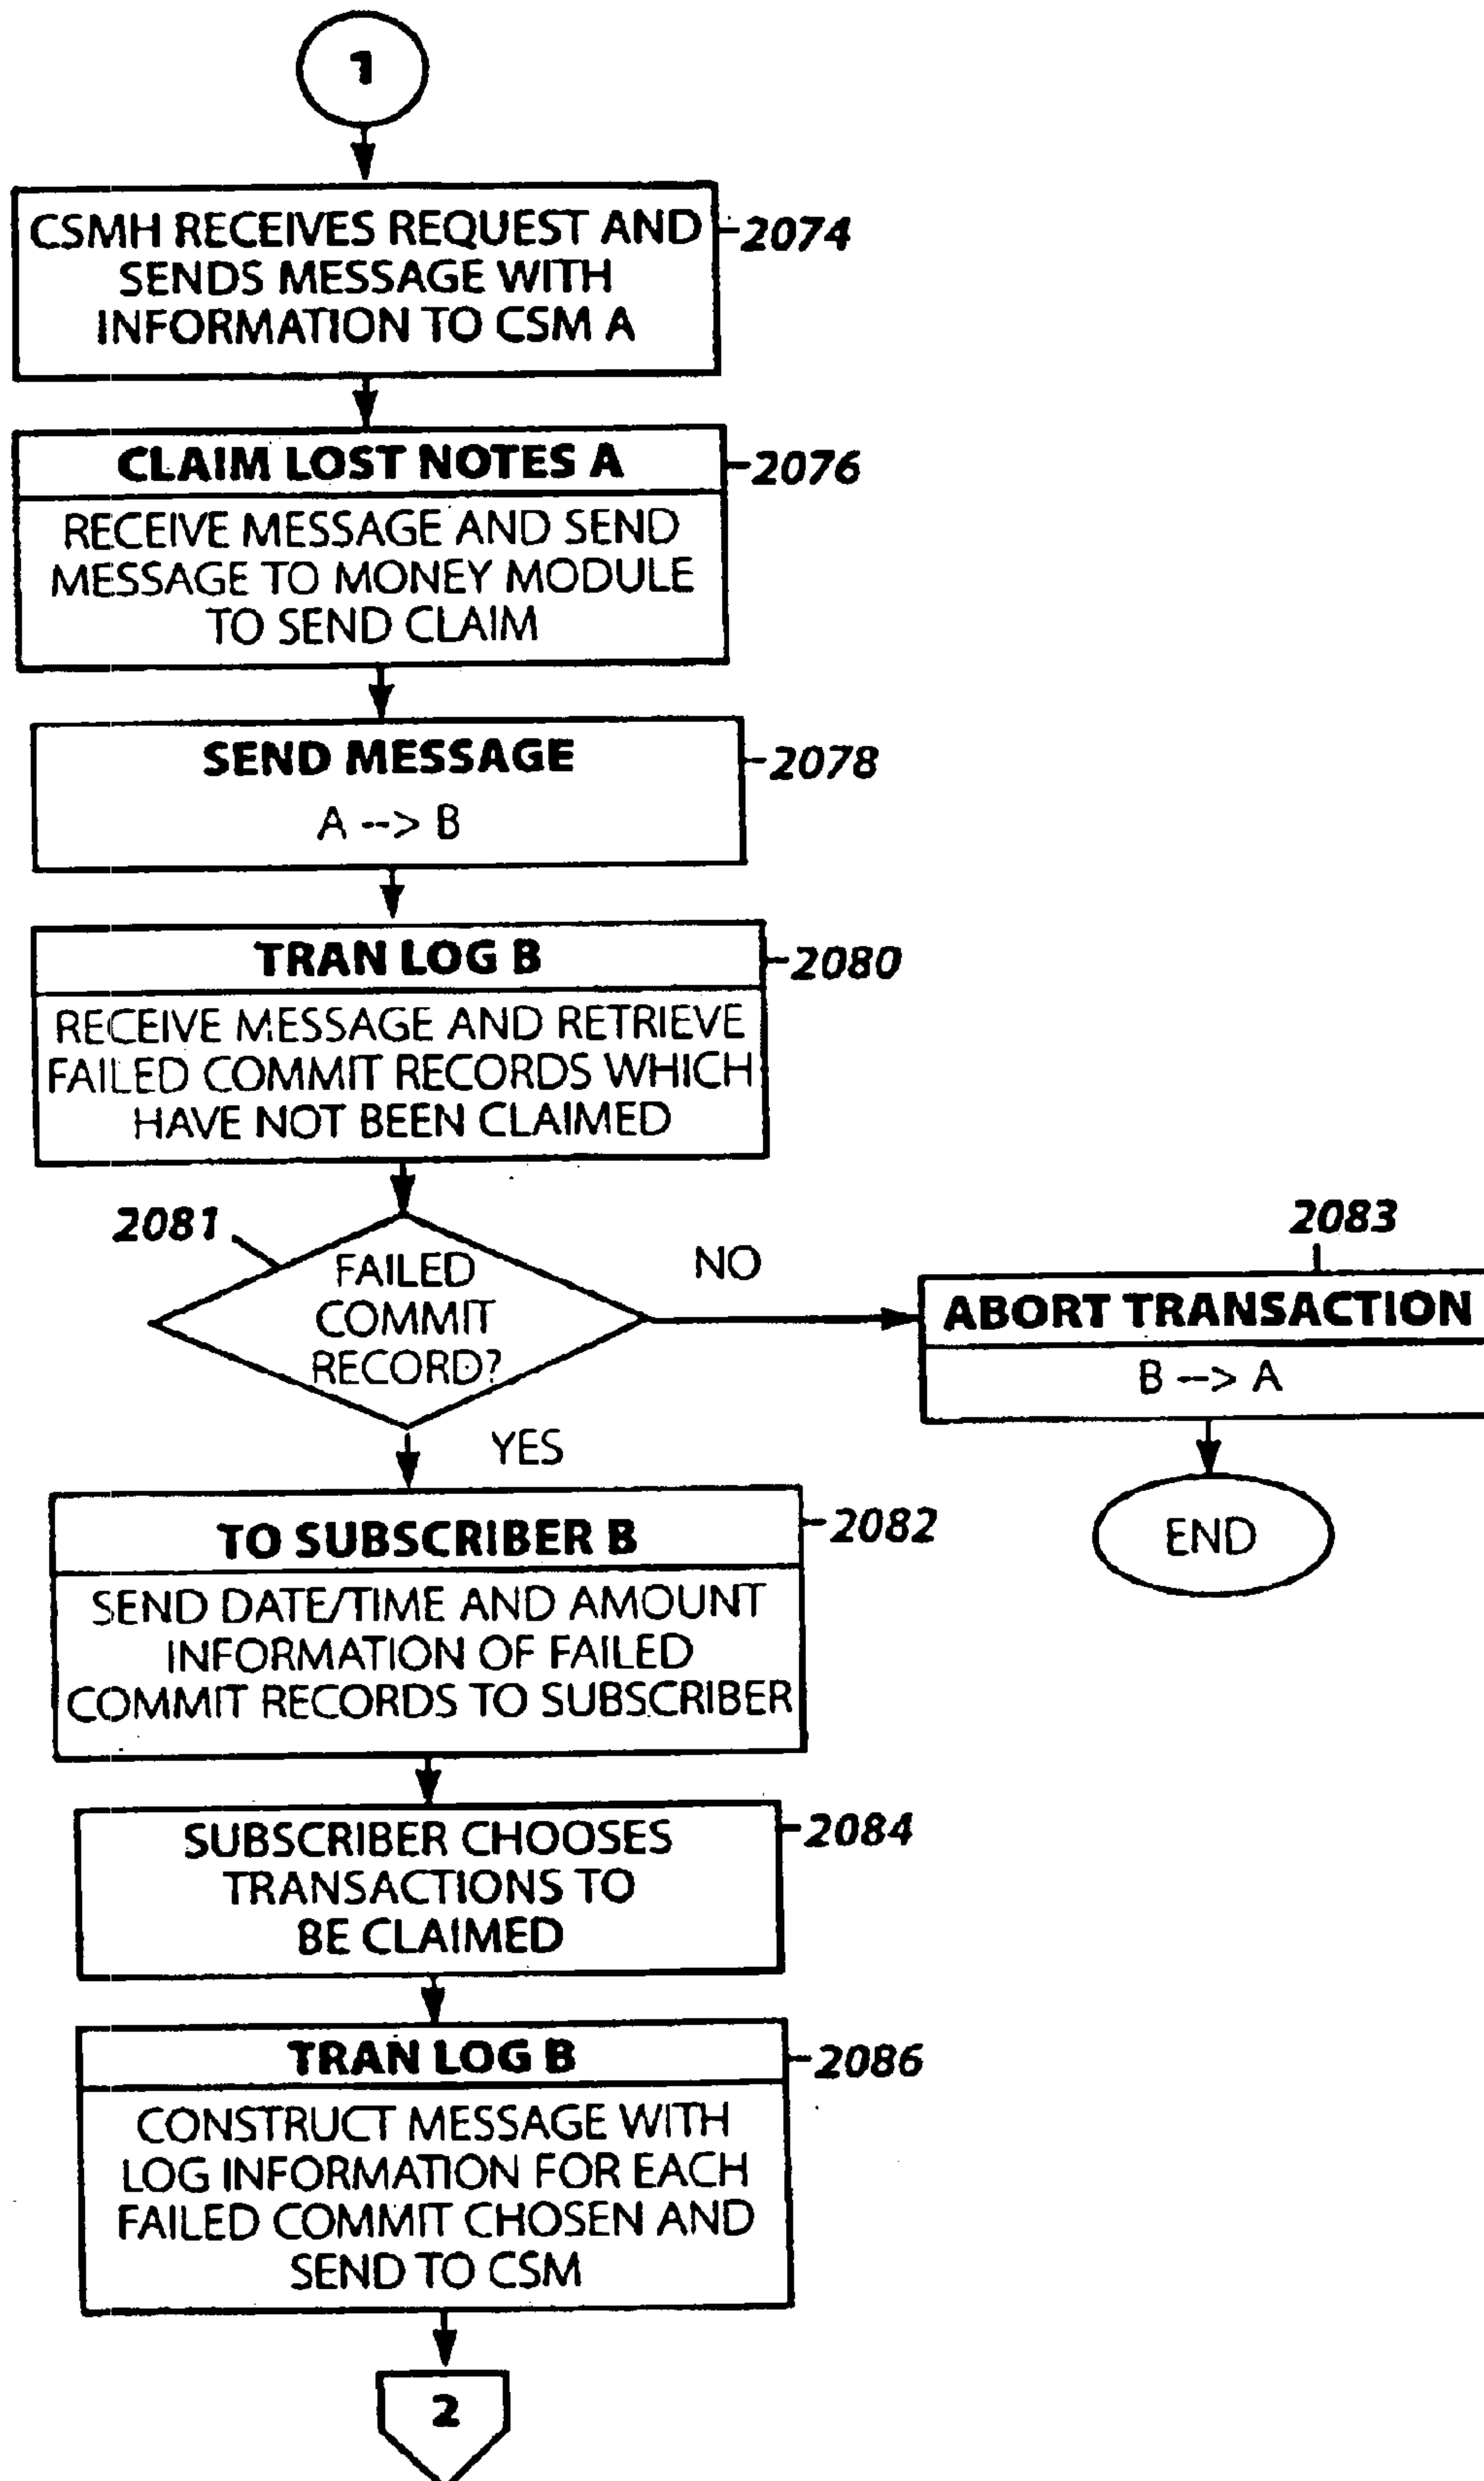 1
CSMH RECEIVES REQUEST AND
SENDS MESSAGE WITH
INFORMATION TO CSM A
2074
CLAIM LOST NOTES A
2076
RECEIVE MESSAGE AND SEND
MESSAGE TO MONEY MODULE
TO SEND CLAIM
SEND MESSAGE
2078
A --> B
TRAN LOG B
2080
RECEIVE MESSAGE AND RETRIEVE
FAILED COMMIT RECORDS WHICH
HAVE NOT BEEN CLAIMED
2081
FAILED
COMMIT
RECORD?
NO
2083
ABORT TRANSACTION
B --> A
END
YES
TO SUBSCRIBER B
2082
SEND DATE/TIME AND AMOUNT
INFORMATION OF FAILED
COMMIT RECORDS TO SUBSCRIBER
SUBSCRIBER CHOOSES
TRANSACTIONS TO
BE CLAIMED
2084
TRAN LOG B
2086
CONSTRUCT MESSAGE WITH
LOG INFORMATION FOR EACH
FAILED COMMIT CHOSEN AND
SEND TO CSM
2